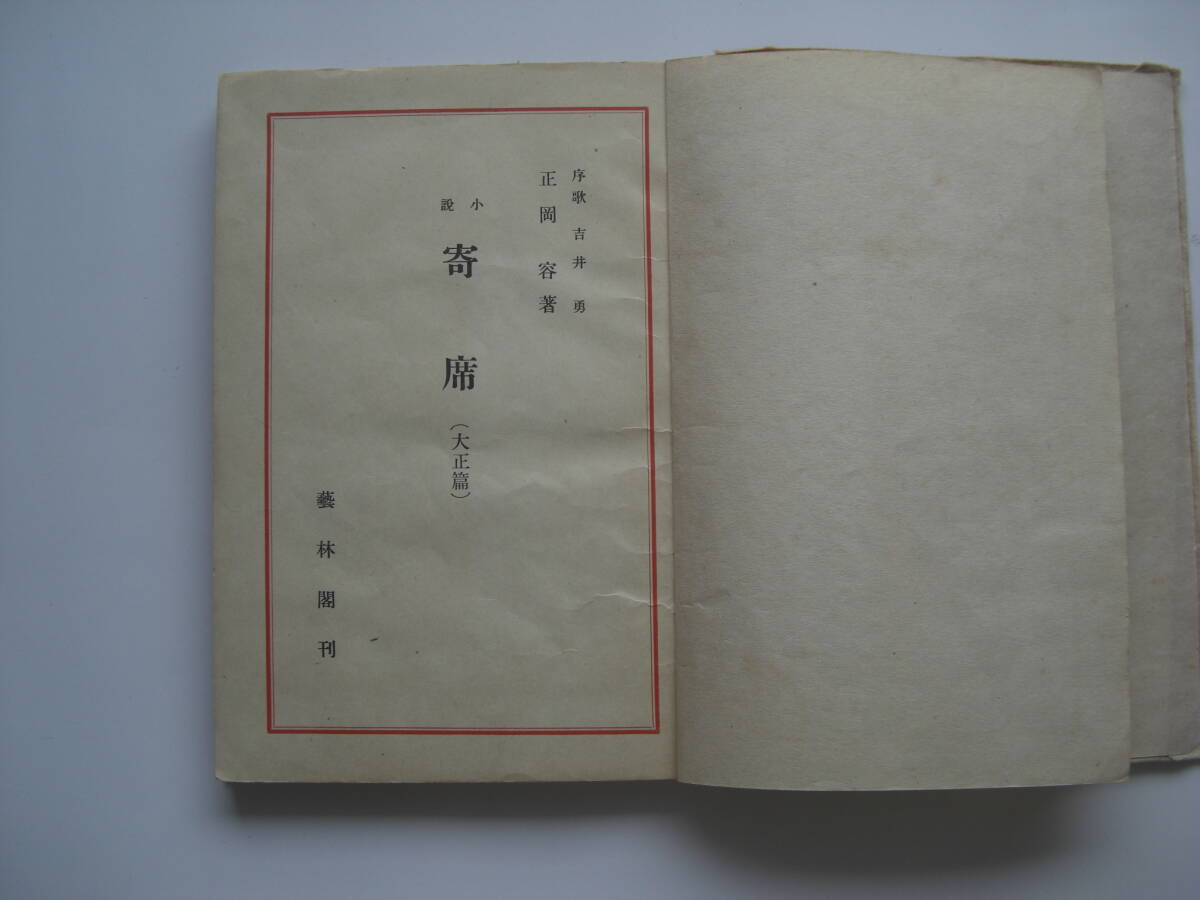 序歌 吉井 勇
正岡 容著
小説
寄席
(大正篇)
藝林閣刊